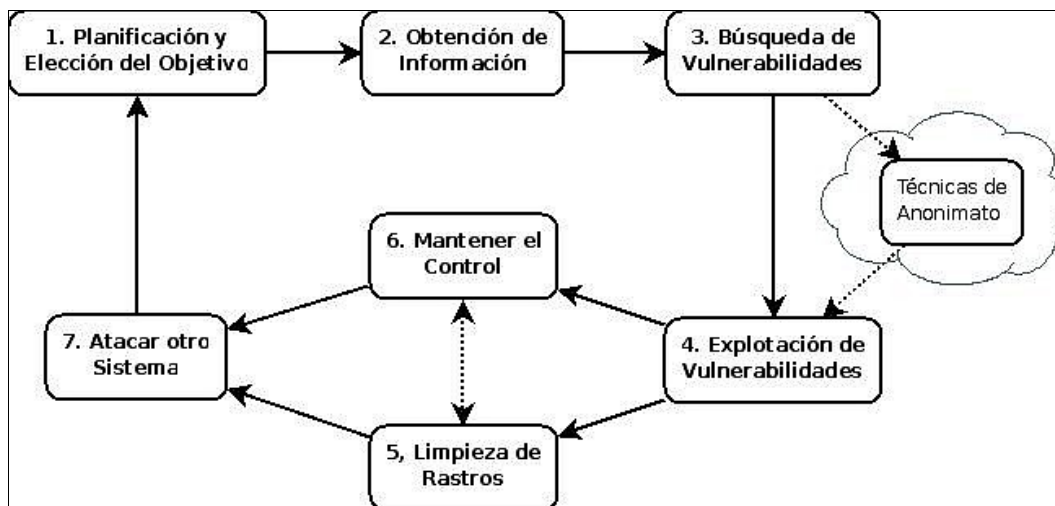 1. Planificación y
Elección del Objetivo
2. Obtención de
Información
3. Búsqueda de
Vulnerabilidades
Técnicas de
Anonimato
4. Explotación de
Vulnerabilidades
6. Mantener el
Control
5, Limpieza de
Rastros
7. Atacar otro
Sistema